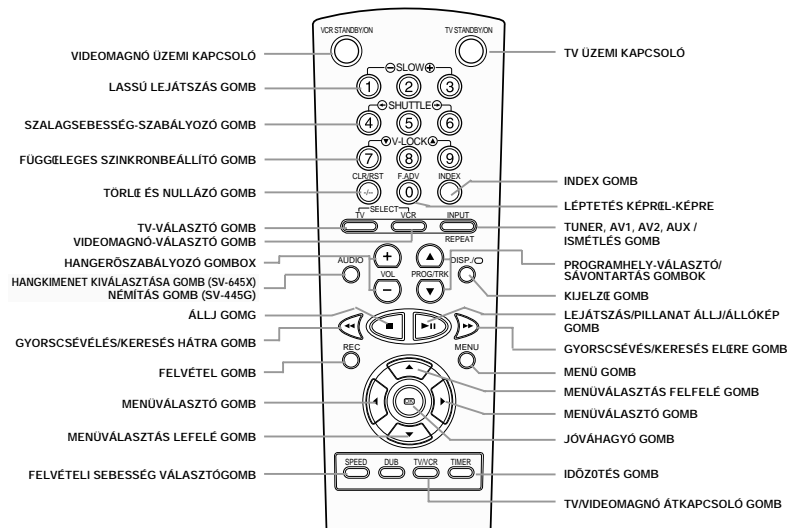 VCR STANDBY/ON
TV STANDBY/ON
VIDEOMAGNÓ ÜZEMI KAPCSOLÓ
TV ÜZEMI KAPCSOLÓ
⊖SLOW⊕
LASSÚ LEJÁTSZÁS GOMB
1 2 3
SHUTTLE
SZALAGSEBESSÉG-SZABÁLYOZÓ GOMB
4 5 6
V-LOCK
FÜGGŒLEGES SZINKRONBEÁLLÍTÓ GOMB
7 8 9
CLR/RST F.ADV INDEX
TÖRLŒ ÉS NULLÁZÓ GOMB
-/-- 0
INDEX GOMB
LÉPTETÉS KÉPRŒL-KÉPRE
SELECT
TV VCR INPUT
TV-VÁLASZTÓ GOMB
VIDEOMAGNÓ-VÁLASZTÓ GOMB
TUNER, AV1, AV2, AUX /
ISMÉTLÉS GOMB
REPEAT
HANGERÕSZABÁLYOZÓ GOMBOX
PROGRAMHELY-VÁLASZTÓ/
SÁVONTARTÁS GOMBOK
AUDIO
+
DISP./
VOL
PROG/TRK
−
HANGKIMENET KIVÁLASZTÁSA GOMB (SV-645X)
NÉMÍTÁS GOMB (SV-445G)
KIJELZŒ GOMB
ÁLLJ GOMG
LEJÁTSZÁS/PILLANAT ÁLLJ/ÁLLÓKÉP
GOMB
GYORSCSÉVÉLÉS/KERESÉS HÁTRA GOMB
GYORSCSÉVÉS/KERESÉS ELŒRE GOMB
REC
MENU
FELVÉTEL GOMB
MENÜ GOMB
MENÜVÁLASZTÁS FELFELÉ GOMB
MENÜVÁLASZTÓ GOMB
OK
MENÜVÁLASZTÓ GOMB
MENÜVÁLASZTÁS LEFELÉ GOMB
JÓVÁHAGYÓ GOMB
SPEED DUB TV/VCR TIMER
FELVÉTELI SEBESSÉG VÁLASZTÓGOMB
IDÕZ0TÉS GOMB
TV/VIDEOMAGNÓ ÁTKAPCSOLÓ GOMB